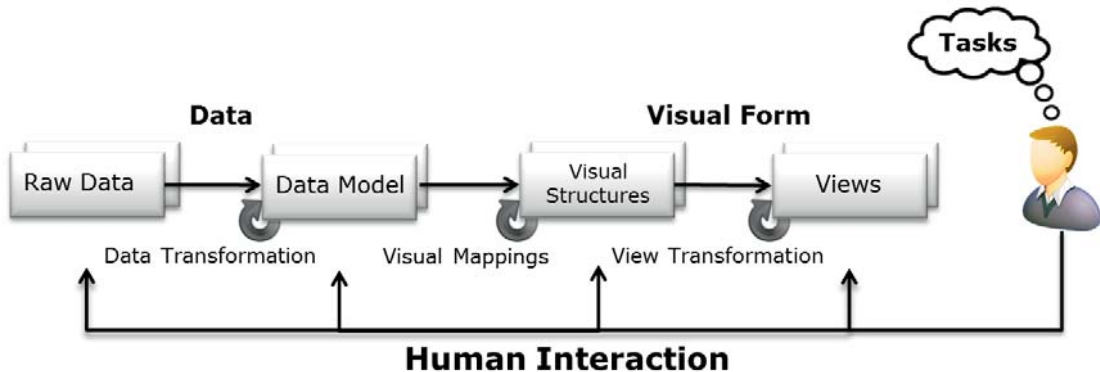 Tasks
Data
Visual Form
Raw Data
Data Model
Visual
Structures
Views
Data Transformation
Visual Mappings
View Transformation
Human Interaction